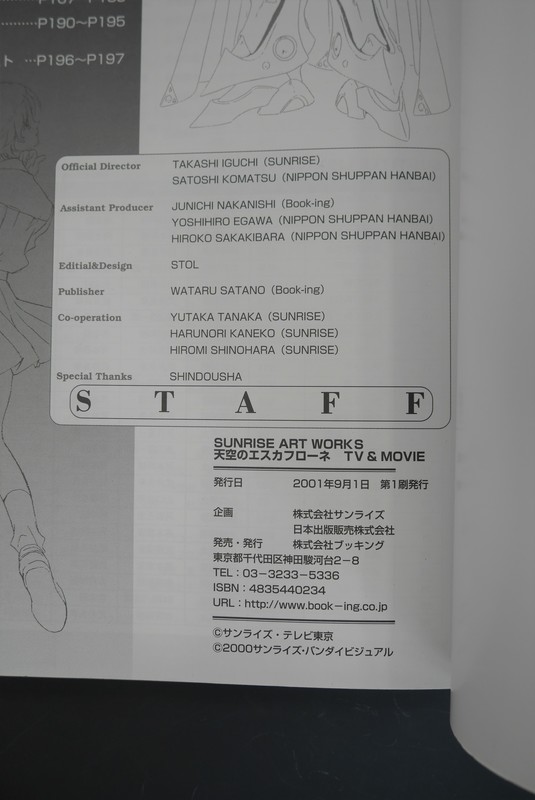 P190～P195
ト …P196～P197
Official Director TAKASHI IGUCHI (SUNRISE)
SATOSHI KOMATSU (NIPPON SHUPPAN HANBAI)
Assistant Producer JUNICHI NAKANISHI (Book-ing)
YOSHIHIRO EGAWA (NIPPON SHUPPAN HANBAI)
HIROKO SAKAKIBARA (NIPPON SHUPPAN HANBAI)
Editial&Design STOL
Publisher WATARU SATANO (Book-ing)
Co-operation YUTAKA TANAKA (SUNRISE)
HARUNORI KANEKO (SUNRISE)
HIROMI SHINOHARA (SUNRISE)
Special Thanks SHINDOUSHA
STAFF
SUNRISE ART WORKS
天空のエスカフローネ TV & MOVIE
発行日 2001年9月1日 第1刷発行
企画 株式会社サンライズ
日本出版販売株式会社
発売・発行 株式会社ブッキング
東京都千代田区神田駿河台2－8
TEL：03－3233－5336
ISBN：4835440234
URL：http://www.book－ing.co.jp
©サンライズ・テレビ東京
©2000サンライズ・バンダイビジュアル